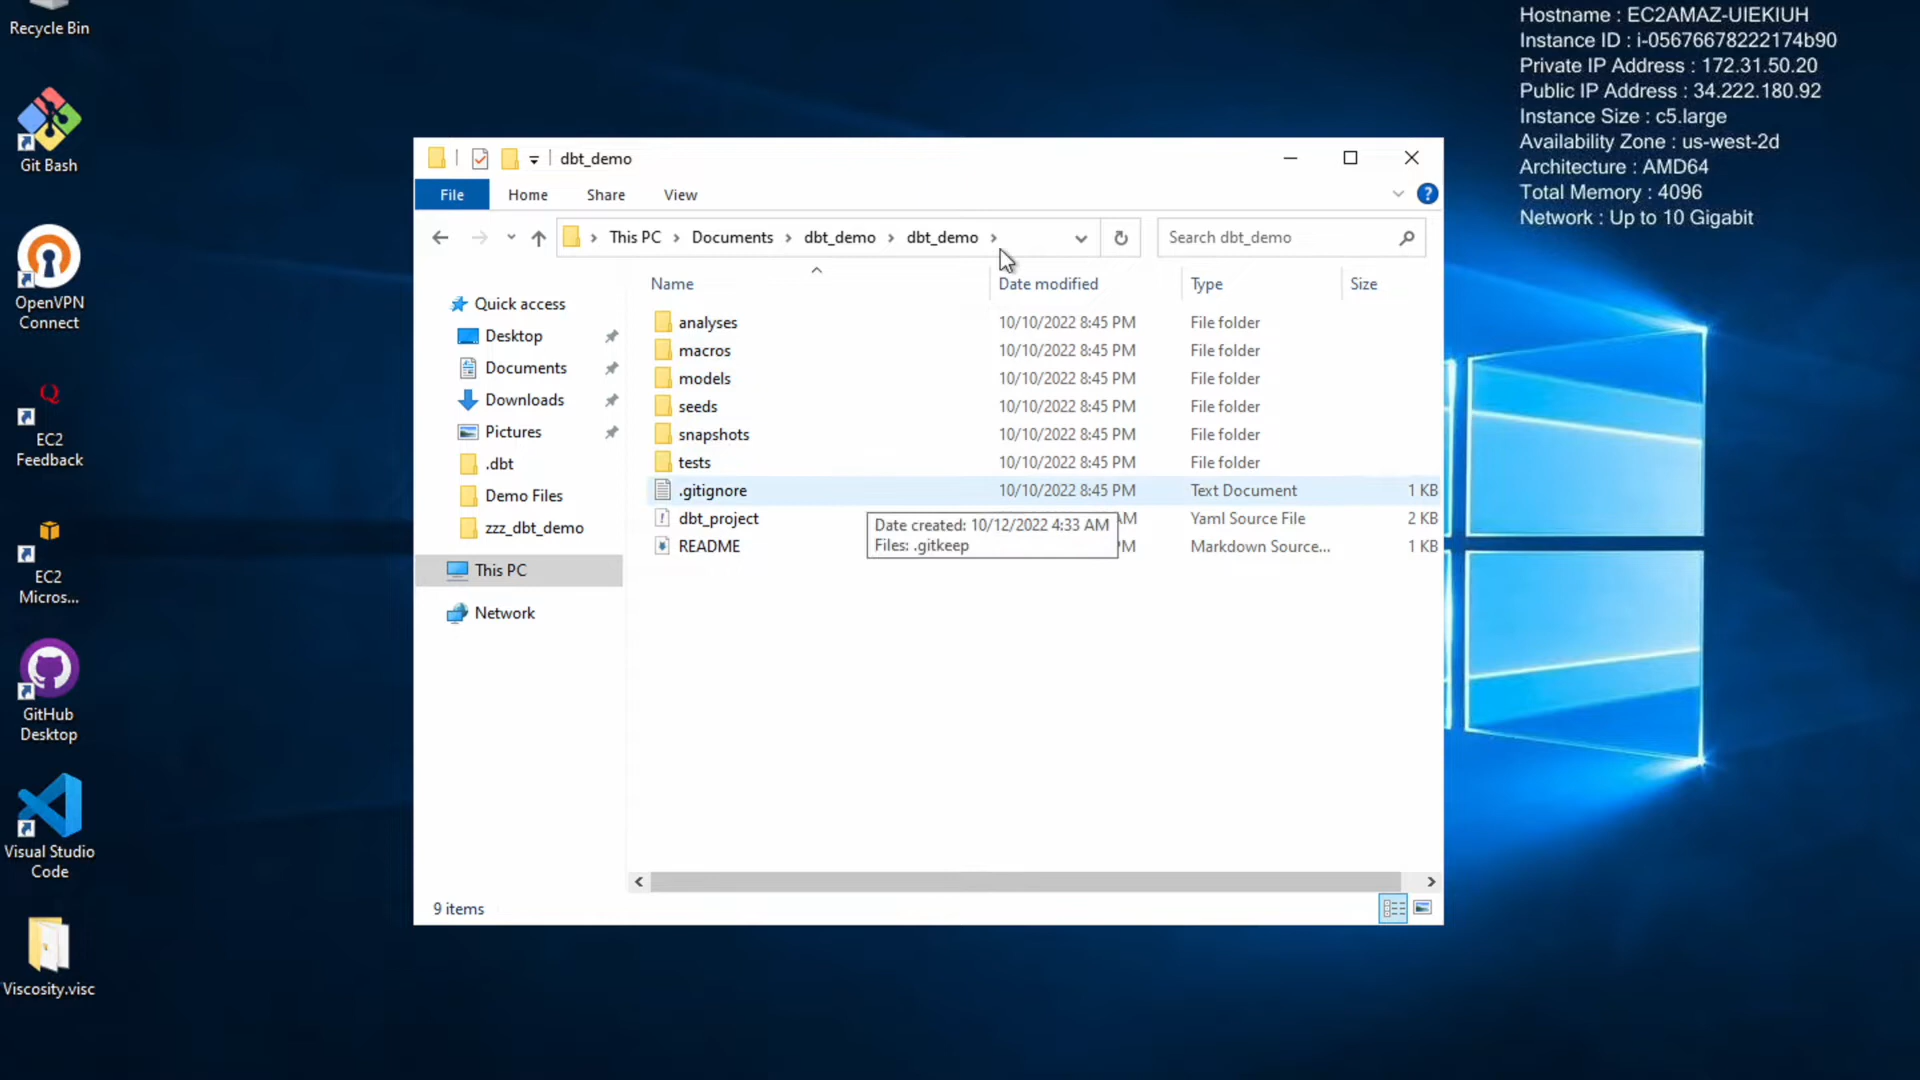 Recycle Bin
Git Bash
OpenVPN
Connect
EC2
Feedback
EC2
Micros...
GitHub
Desktop
Visual Studio
Code
Viscosity.visc
Hostname : EC2AMAZ-UIEKIUH
Instance ID : i-05676678222174b90
Private IP Address : 172.31.50.20
Public IP Address : 34.222.180.92
Instance Size : c5.large
Availability Zone : us-west-2d
Architecture : AMD64
Total Memory : 4096
Network : Up to 10 Gigabit
dbt_demo
File Home Share View
This PC Documents dbt_demo dbt_demo Search dbt_demo
Quick access
Desktop
Documents
Downloads
Pictures
.dbt
Demo Files
zzz_dbt_demo
This PC
Network
Name Date modified Type Size
analyses 10/10/2022 8:45 PM File folder
macros 10/10/2022 8:45 PM File folder
models 10/10/2022 8:45 PM File folder
seeds 10/10/2022 8:45 PM File folder
snapshots 10/10/2022 8:45 PM File folder
tests 10/10/2022 8:45 PM File folder
.gitignore 10/10/2022 8:45 PM Text Document 1 KB
dbt_project AM Yaml Source File 2 KB
README PM Markdown Source... 1 KB
Date created: 10/12/2022 4:33 AM
Files: .gitkeep
9 items